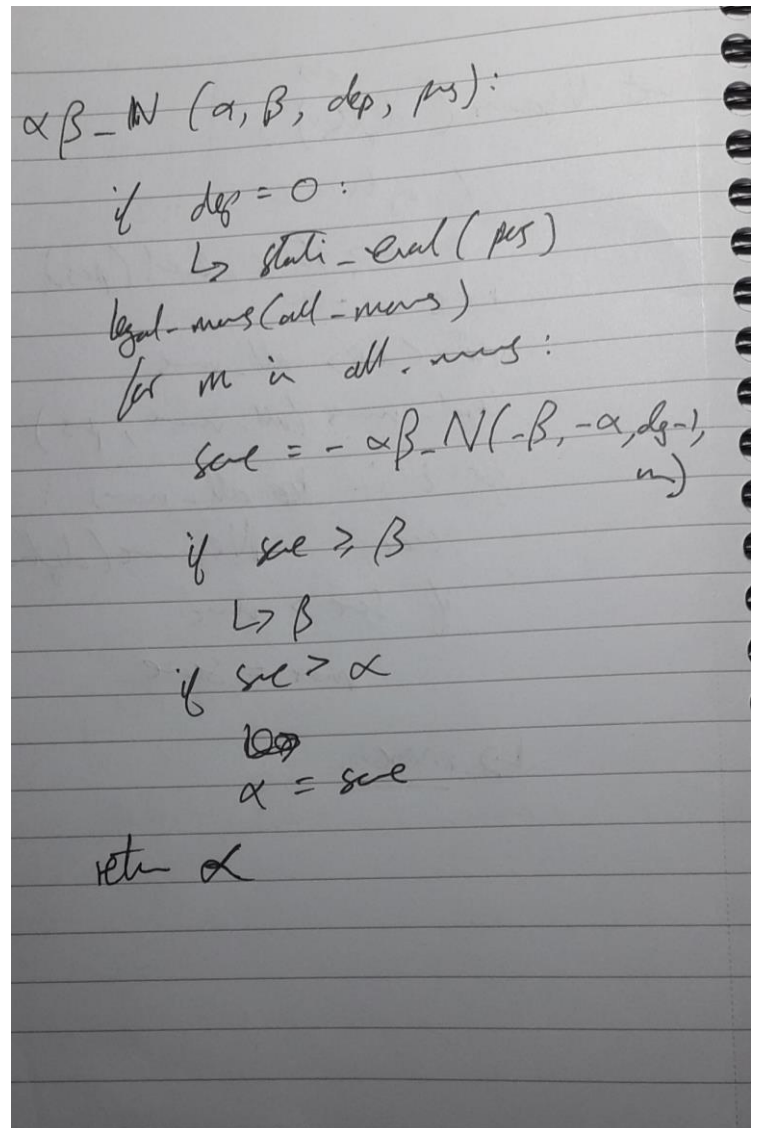 αβ_N (α, β, dep, pos):
if dep = 0:
↳ stati_eval (pos)
legal_moves(all_moves)
for m in all_moves:
score = - αβ_N(-β, -α, dep-1,
m)
if score ≥ β
↳ β
if score > α
α = score
return α